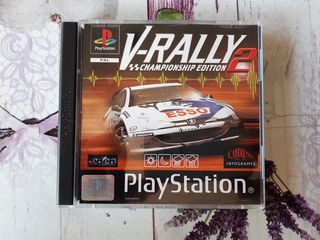 PlayStation
PAL
V-RALLY 2
CHAMPIONSHIP EDITION
ESSO
INFOGRAMES
PlayStation®